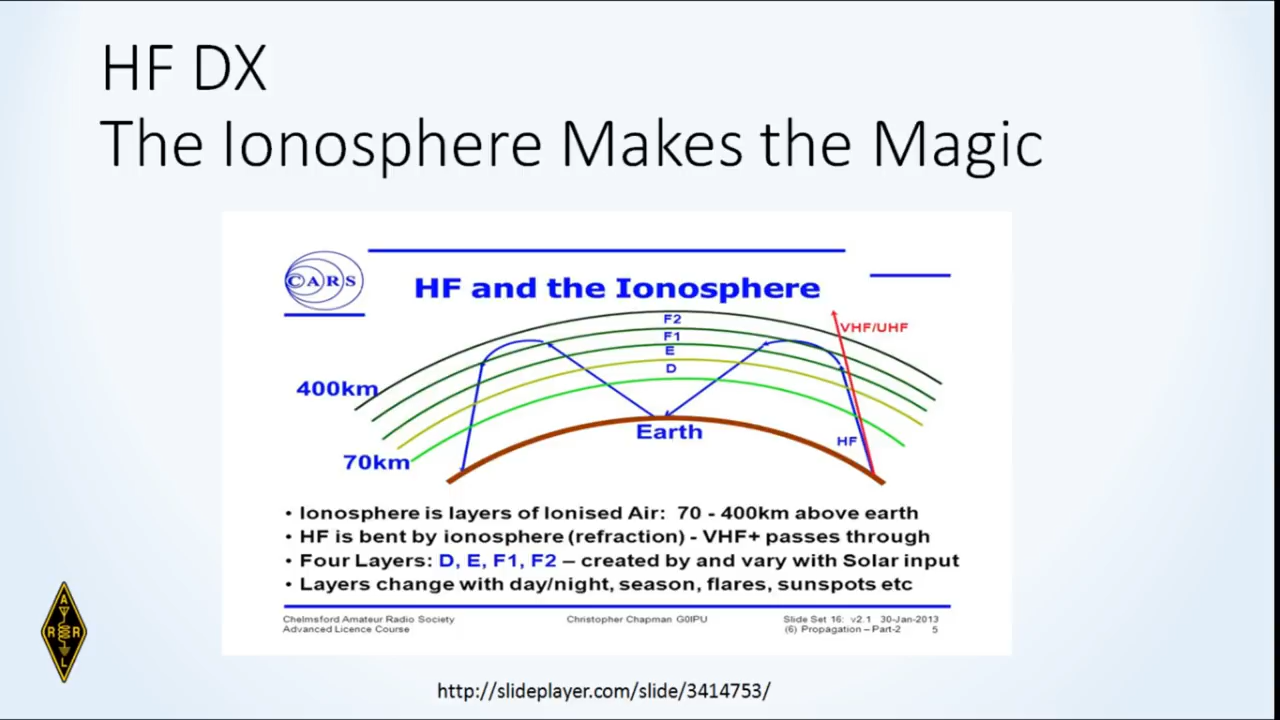 HF DX
The Ionosphere Makes the Magic
CARS
HF and the Ionosphere
F2
VHF/UHF
F1
E
D
400km
Earth
HF
70km
• Ionosphere is layers of Ionised Air: 70 - 400km above earth
• HF is bent by ionosphere (refraction) - VHF+ passes through
• Four Layers: D, E, F1, F2 – created by and vary with Solar input
• Layers change with day/night, season, flares, sunspots etc
Chelmsford Amateur Radio Society
Advanced Licence Course
Christopher Chapman G0IPU
Slide Set 16: v2.1 30-Jan-2013
(6) Propagation – Part-2 5
A
R R
L
http://slideplayer.com/slide/3414753/